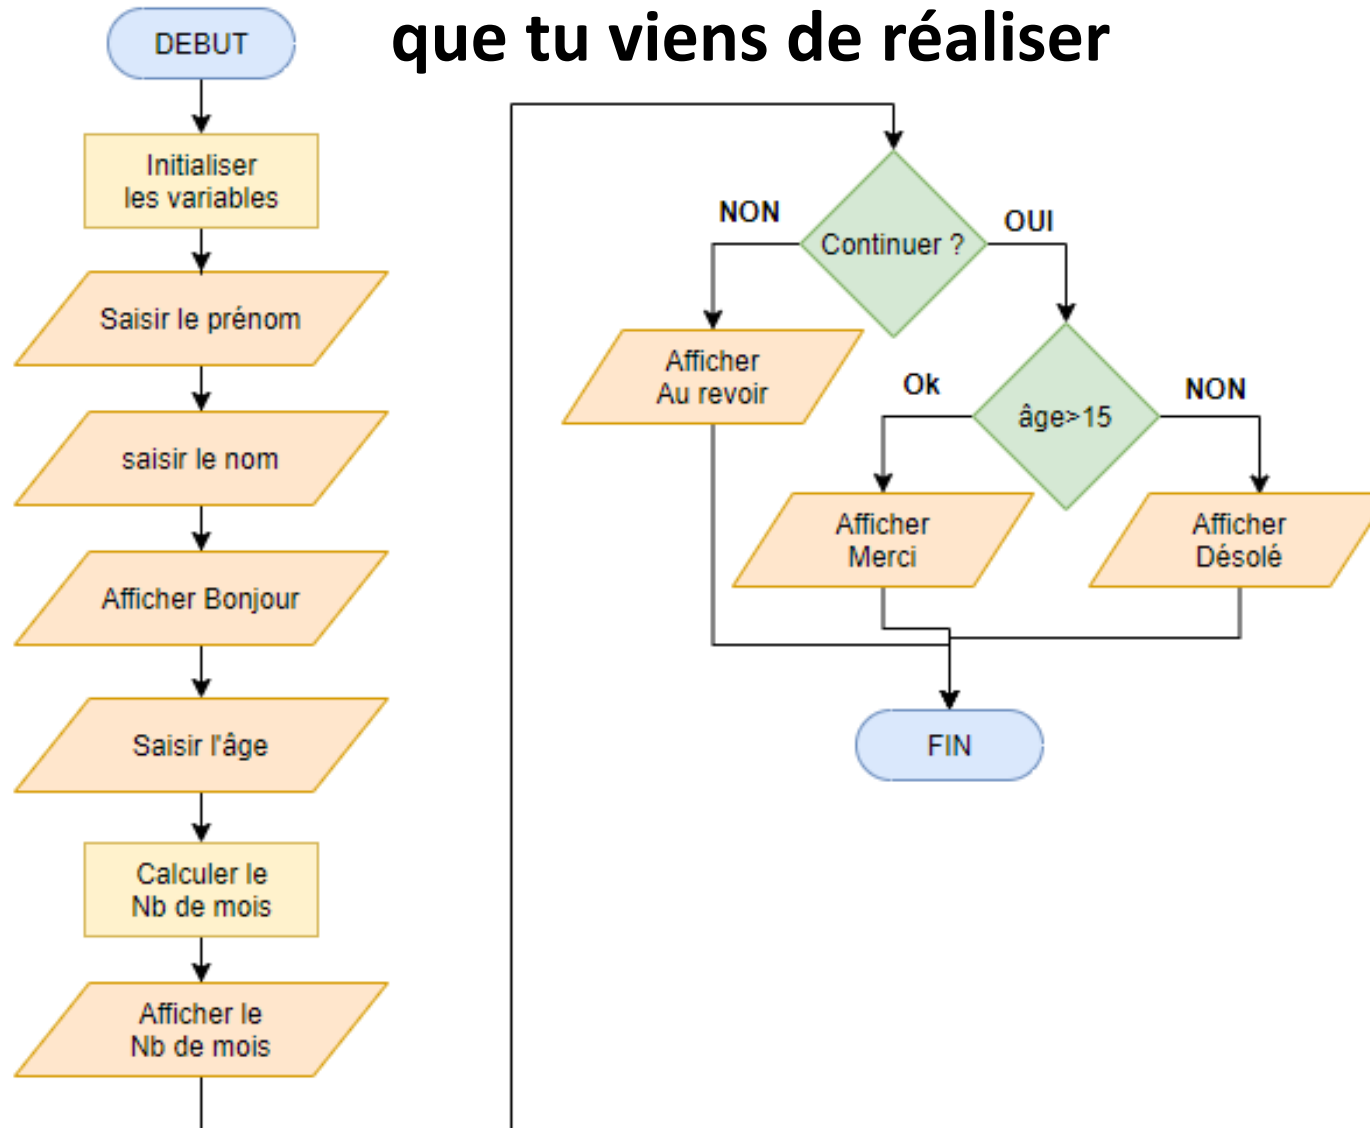 que tu viens de réaliser
DEBUT
Initialiser
les variables
Saisir le prénom
saisir le nom
Afficher Bonjour
Saisir l'âge
Calculer le
Nb de mois
Afficher le
Nb de mois
Continuer ?
NON
OUI
Afficher
Au revoir
âge>15
Ok
NON
Afficher
Merci
Afficher
Désolé
FIN